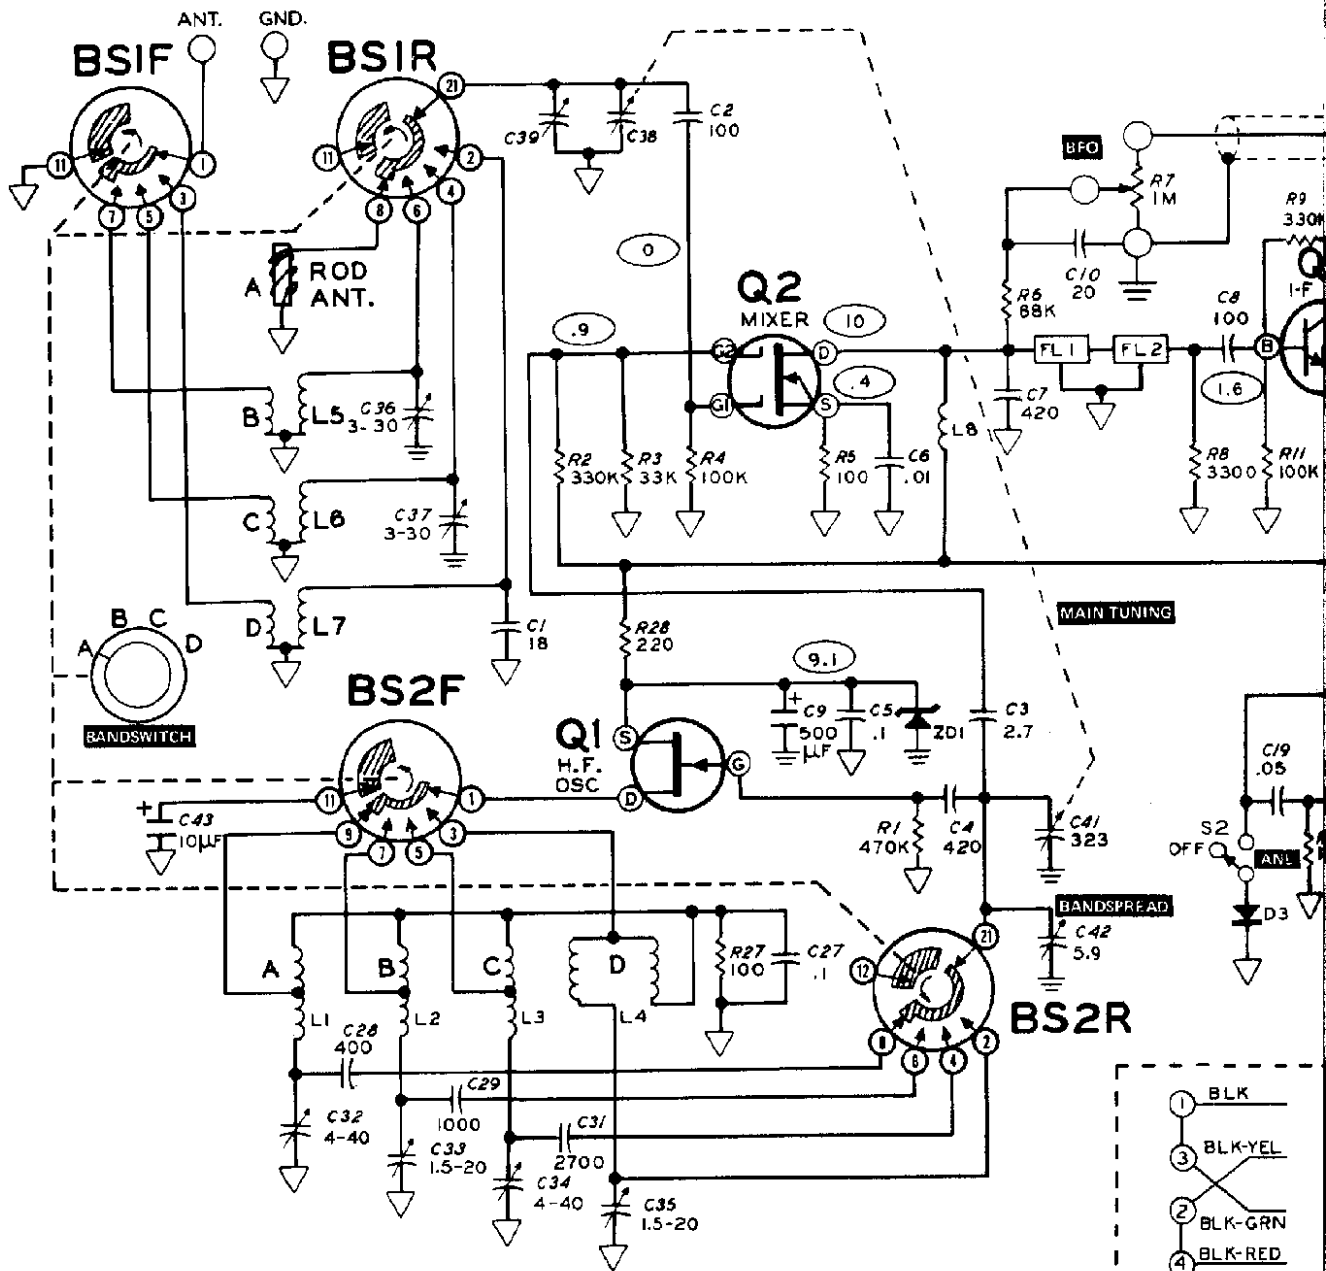 ANT.
GND.
BS1F
BS1R
21
11
1
7
5
3
11
2
4
8
6
C39
C38
C2
100
BFO
R7
1M
R9
330K
A
ROD
ANT.
0
C10
20
Q2
MIXER
.9
10
.4
G2
D
G1
S
R6
68K
C8
100
I-F
FL1
FL2
B
1.6
C7
420
B
L5
C36
3-30
R2
330K
R3
33K
R4
100K
R5
100
C6
.01
L8
R8
3300
R11
100K
C
L6
C37
3-30
D
L7
C1
18
B
C
A
D
BANDSWITCH
MAIN TUNING
R28
220
9.1
BS2F
Q1
H.F.
OSC
S
D
G
C9
500
μF
C5
.1
ZD1
C3
2.7
11
1
9
7
5
3
C43
10μF
R1
470K
C4
420
C41
323
C19
.05
S2
OFF
ANL
D3
BANDSPREAD
C42
5.9
A
B
C
D
R27
100
C27
.1
12
21
BS2R
L1
L2
L3
L4
8
6
4
2
C28
400
C29
1000
C31
2700
C32
4-40
C33
1.5-20
C34
4-40
C35
1.5-20
1
BLK
3
BLK-YEL
2
BLK-GRN
4
BLK-RED